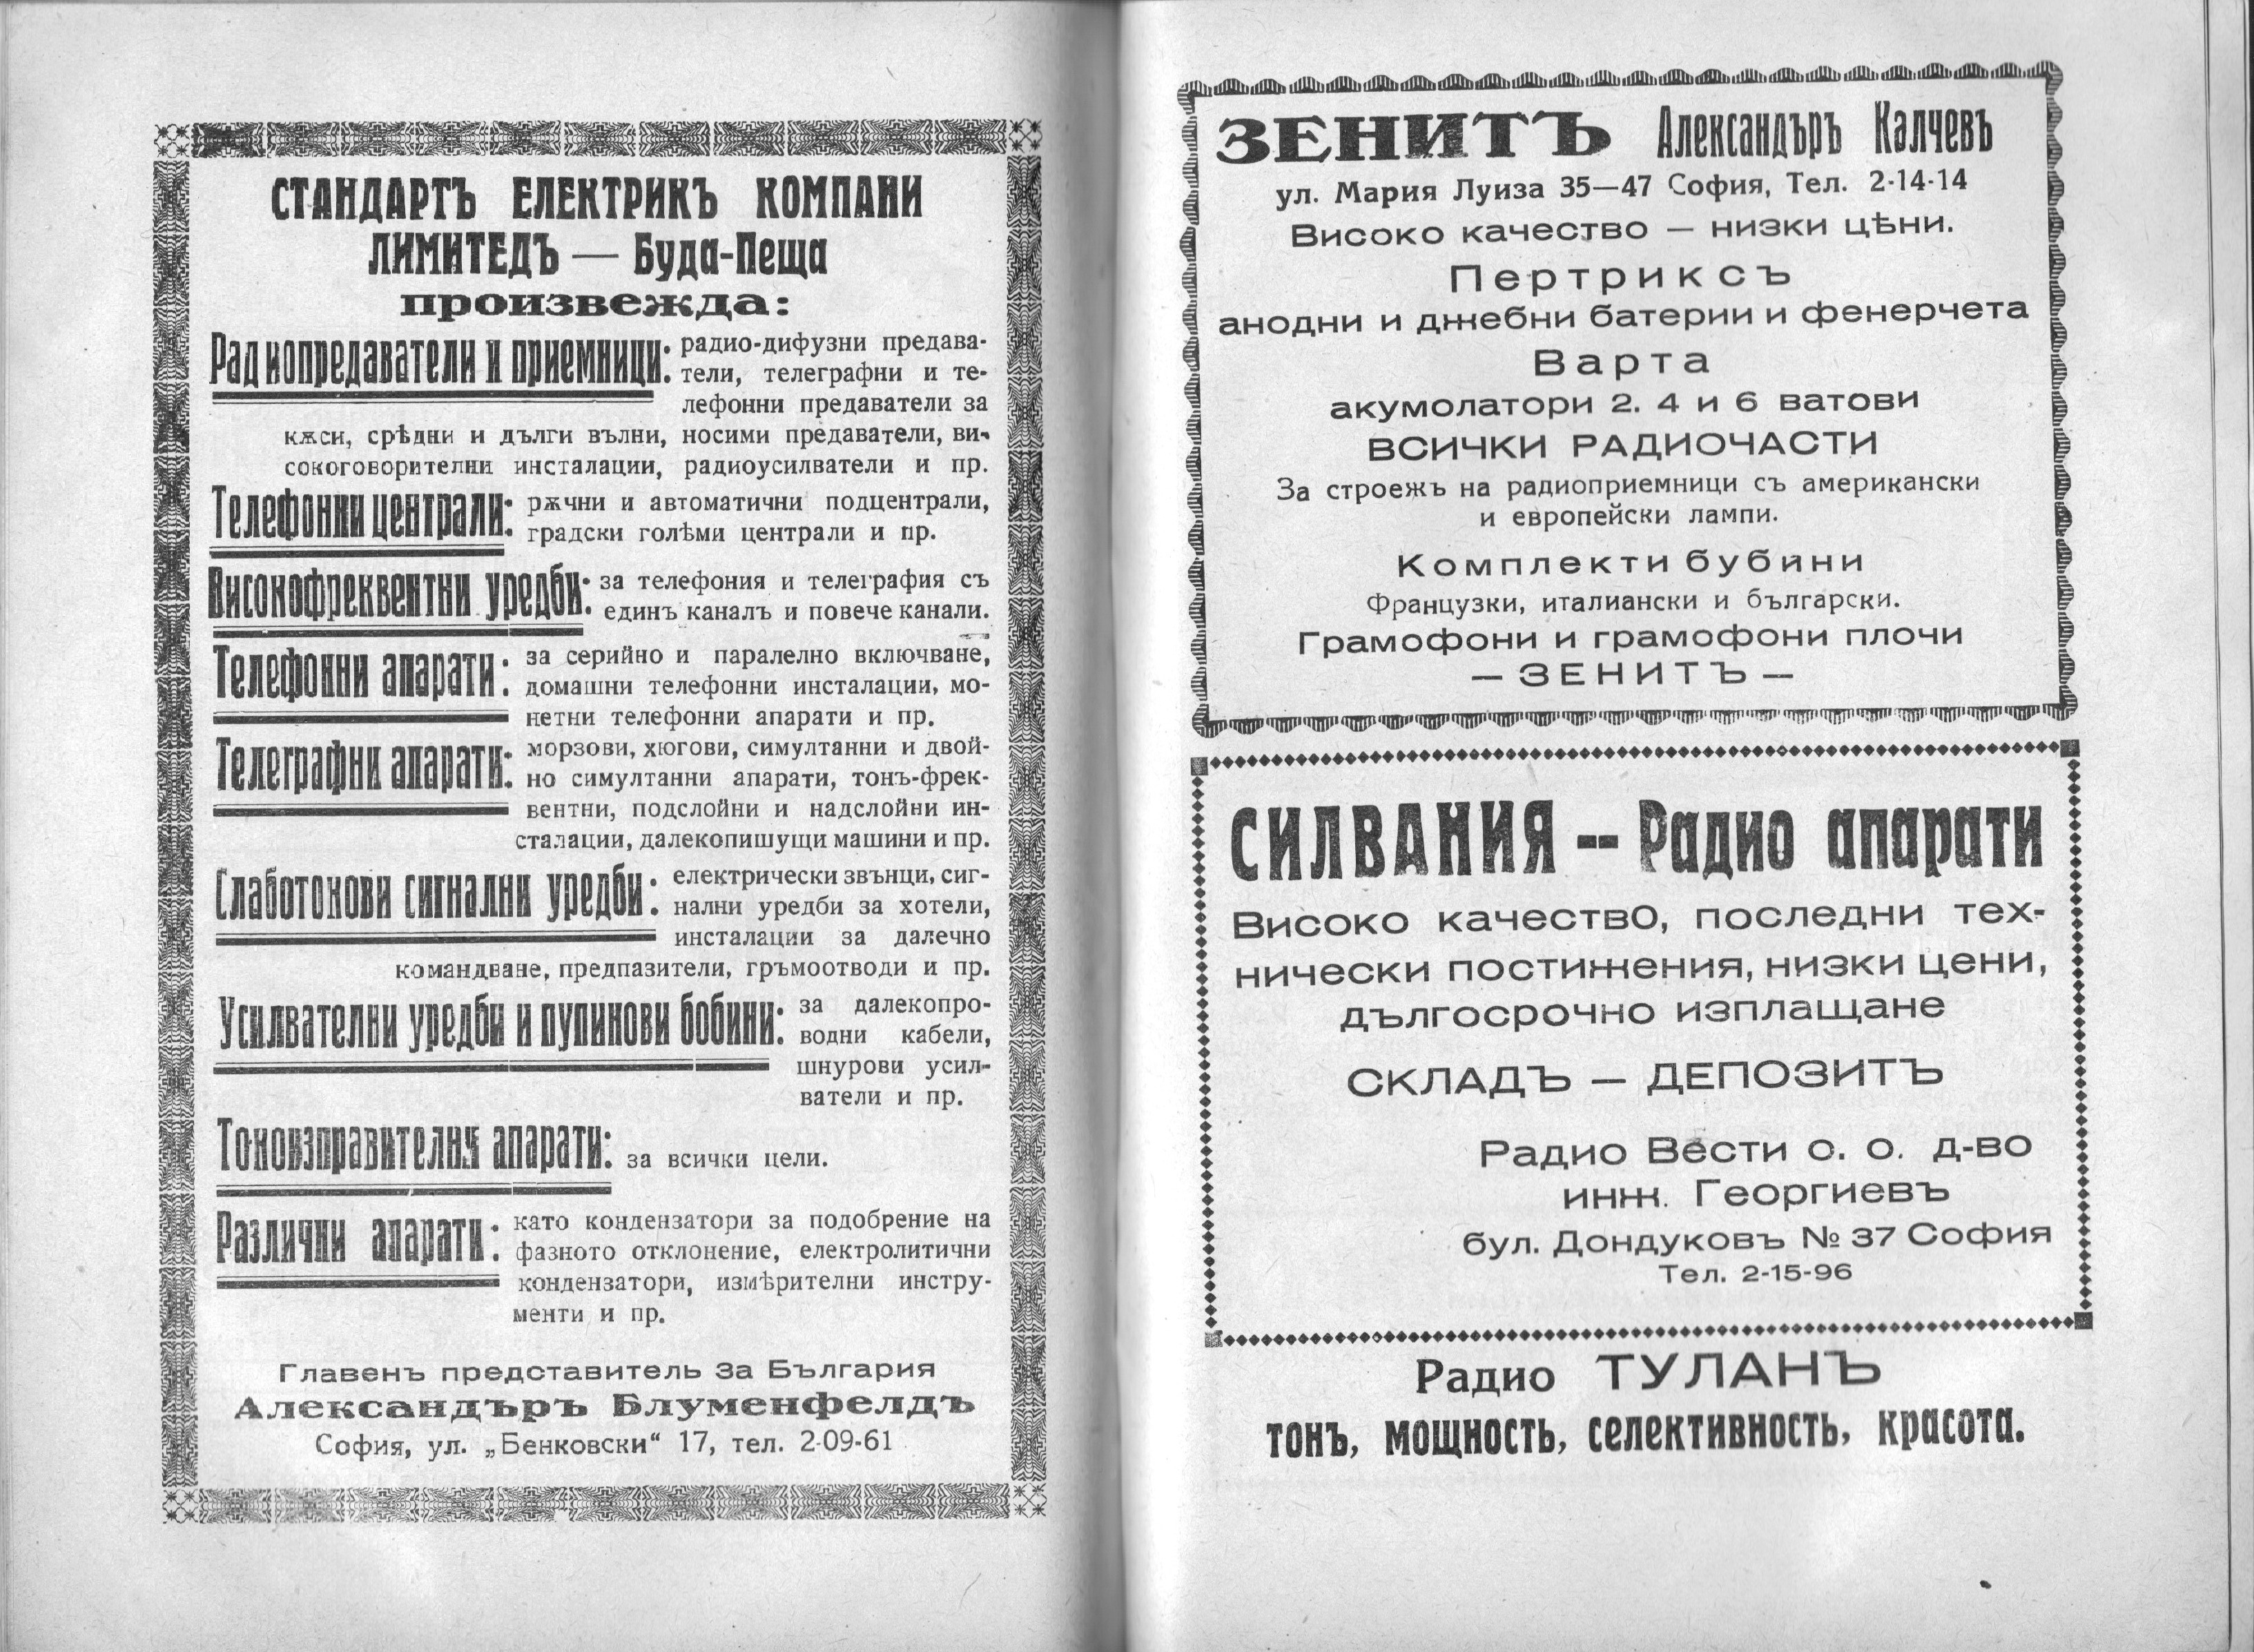 СТАНДАРТЪ ЕЛЕКТРИКЪ КОМПАНИ
ЛИМИТЕДЪ — Буда-Пеща
произвежда:
Радиопредаватели и приемници: радио-дифузни предава-
тели, телеграфни и те-
лефонни предаватели за
кѫси, срѣдни и дълги вълни, носими предаватели, ви-
сокоговорителни инсталации, радиоусилватели и пр.
Телефонни централи: рѫчни и автоматични подцентрали,
градски голѣми централи и пр.
Високофреквентни уредби: за телефония и телеграфия съ
единъ каналъ и повече канали.
Телефонни апарати: за серийно и паралелно включване,
домашни телефонни инсталации, мо-
нетни телефонни апарати и пр.
Телеграфни апарати: морзови, хюгови, симултанни и двой-
но симултанни апарати, тонъ-фрек-
вентни, подслойни и надслойни ин-
сталации, далекопишущи машини и пр.
Слаботокови сигнални уредби: електрически звънци, сиг-
нални уредби за хотели,
инсталации за далечно
командване, предпазители, гръмоотводи и пр.
Усилвателни уредби и пупинови бобини: за далекопро-
водни кабели,
шнурови усил-
ватели и пр.
Токоизправителня апарати: за всички цели.
Различни апарати: като кондензатори за подобрение на
фазното отклонение, електролитични
кондензатори, измѣрителни инстру-
менти и пр.
Главенъ представитель за България
Александъръ Блуменфелдъ
София, ул. „Бенковски“ 17, тел. 2-09-61
ЗЕНИТЪ Александъръ Калчевъ
ул. Мария Луиза 35—47 София, Тел. 2-14-14
Високо качество — низки цѣни.
Пертриксъ
анодни и джебни батерии и фенерчета
Варта
акумолатори 2. 4 и 6 ватови
ВСИЧКИ РАДИОЧАСТИ
За строежъ на радиоприемници съ американски
и европейски лампи.
Комплекти бубини
Французки, италиански и български.
Грамофони и грамофони плочи
— ЗЕНИТЪ —
СИЛВАНИЯ -- Радио апарати
Високо качество, последни тех-
нически постижения, низки цени,
дългосрочно изплащане
СКЛАДЪ — ДЕПОЗИТЪ
Радио Вести о. о. д-во
инж. Георгиевъ
бул. Дондуковъ № 37 София
Тел. 2-15-96
Радио ТУЛАНЪ
тонъ, мощность, селективность, красота.